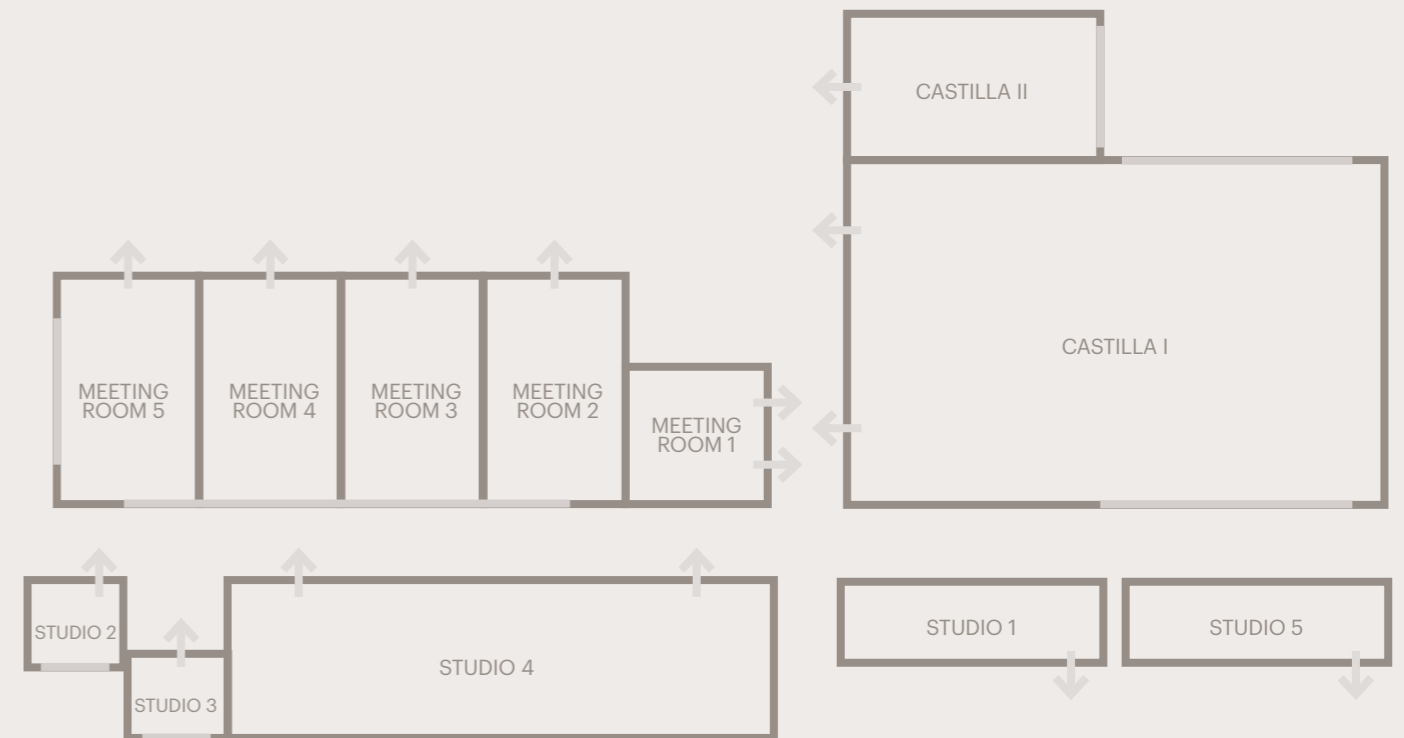 CASTILLA II
CASTILLA I
MEETING
ROOM 5
MEETING
ROOM 4
MEETING
ROOM 3
MEETING
ROOM 2
MEETING
ROOM 1
STUDIO 2
STUDIO 3
STUDIO 4
STUDIO 1
STUDIO 5